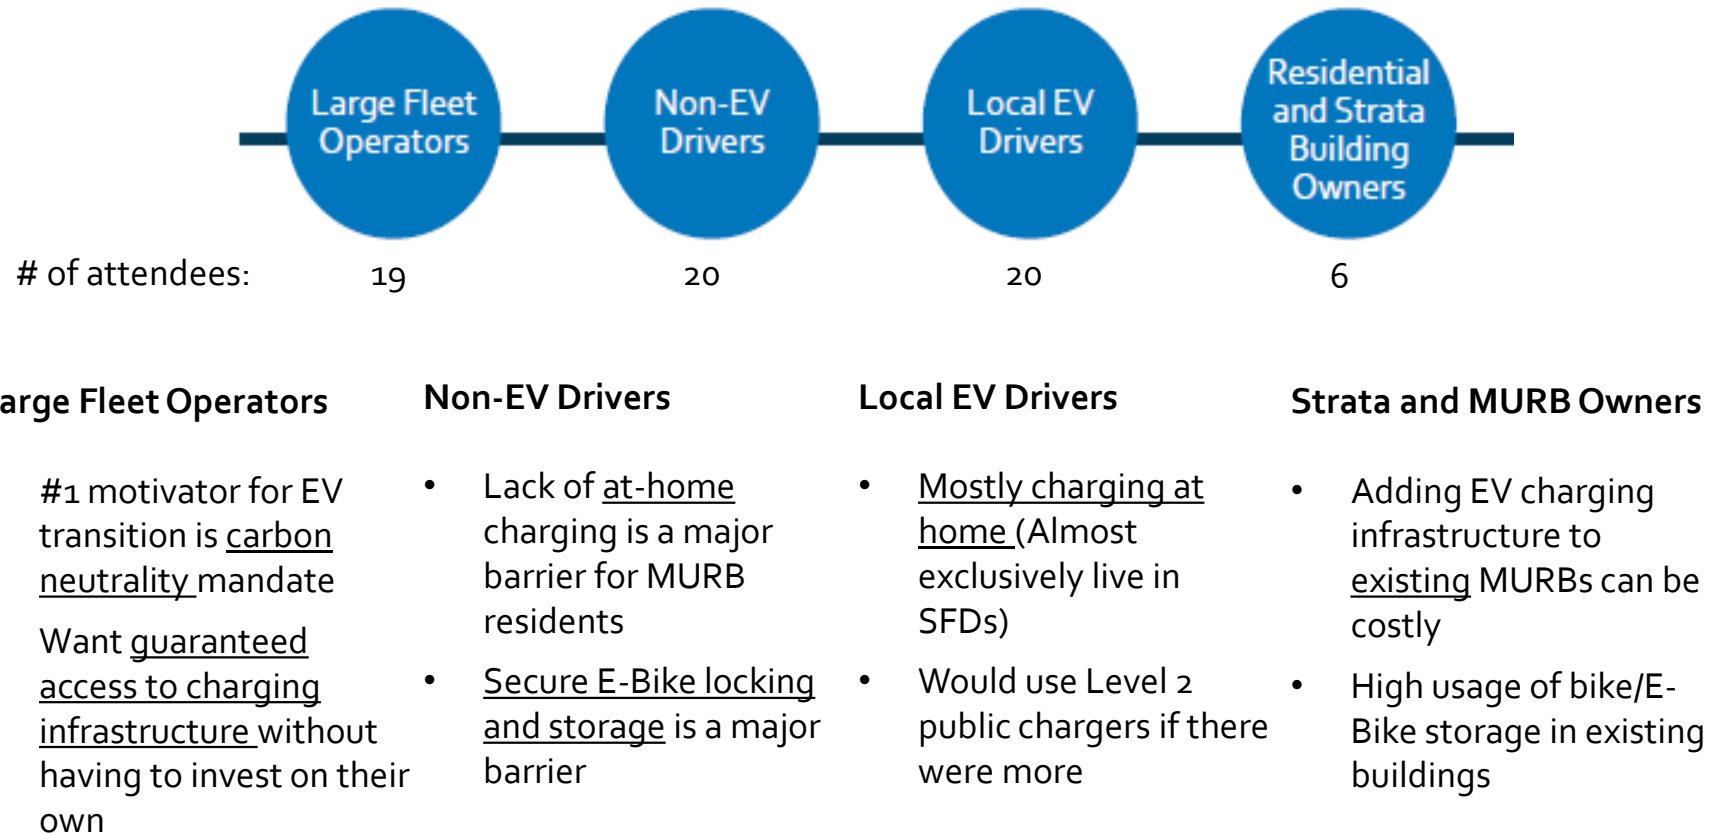 Large Fleet
Operators
Non-EV
Drivers
Local EV
Drivers
Residential
and Strata
Building
Owners
# of attendees: 19 20 20 6
arge Fleet Operators
#1 motivator for EV
transition is carbon
neutrality mandate
Want guaranteed
access to charging
infrastructure without
having to invest on their
own
Non-EV Drivers
• Lack of at-home
charging is a major
barrier for MURB
residents
• Secure E-Bike locking
and storage is a major
barrier
Local EV Drivers
• Mostly charging at
home (Almost
exclusively live in
SFDs)
• Would use Level 2
public chargers if there
were more
Strata and MURB Owners
• Adding EV charging
infrastructure to
existing MURBs can be
costly
• High usage of bike/E-
Bike storage in existing
buildings